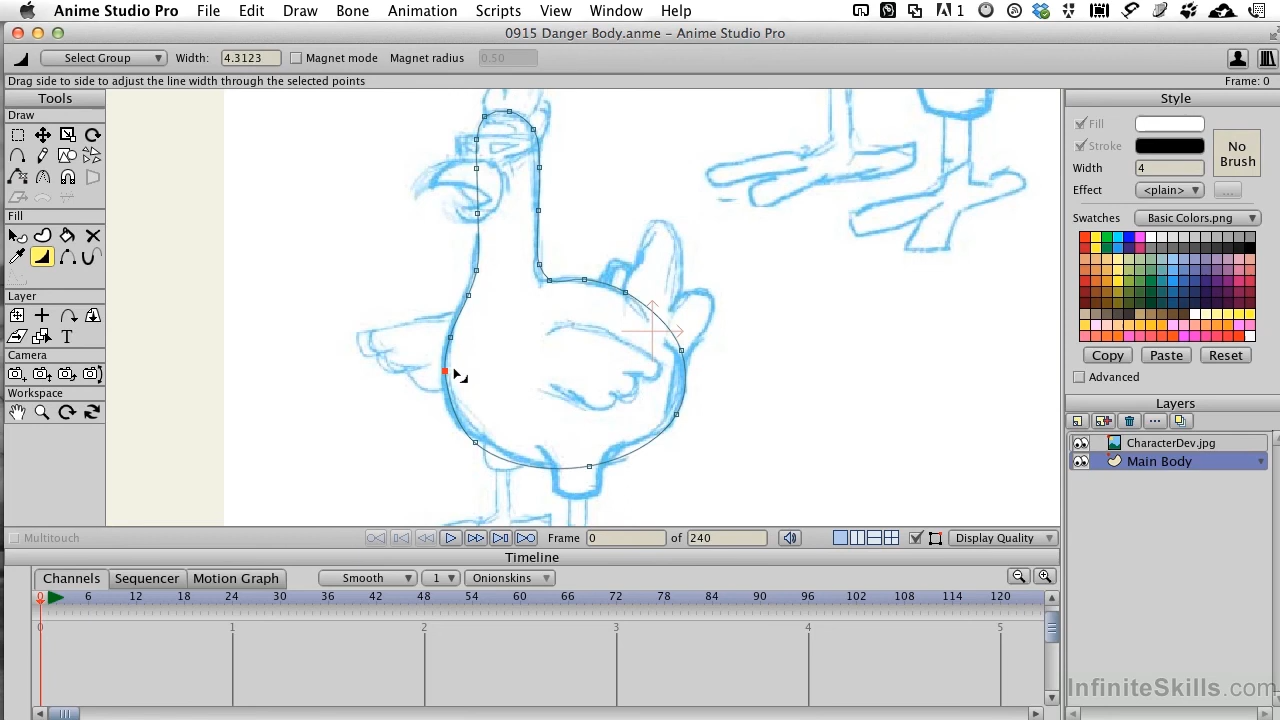 Anime Studio Pro File Edit Draw Bone Animation Scripts View Window Help 1
0915 Danger Body.anme - Anime Studio Pro
Select Group Width: 4.3123 Magnet mode Magnet radius 0.50
Drag side to side to adjust the line width through the selected points Frame: 0
Tools
Draw
Fill
Layer
T
Camera
Workspace
Style
Fill
Stroke
No
Brush
Width 4
Effect <plain> ...
Swatches Basic Colors.png
Copy Paste Reset
Advanced
Layers
CharacterDev.jpg
Main Body
Multitouch Frame 0 of 240 Display Quality
Timeline
Channels Sequencer Motion Graph Smooth 1 Onionskins
0 6 12 18 24 30 36 42 48 54 60 66 72 78 84 90 96 102 108 114 120
0 1 2 3 4 5
InfiniteSkills.com